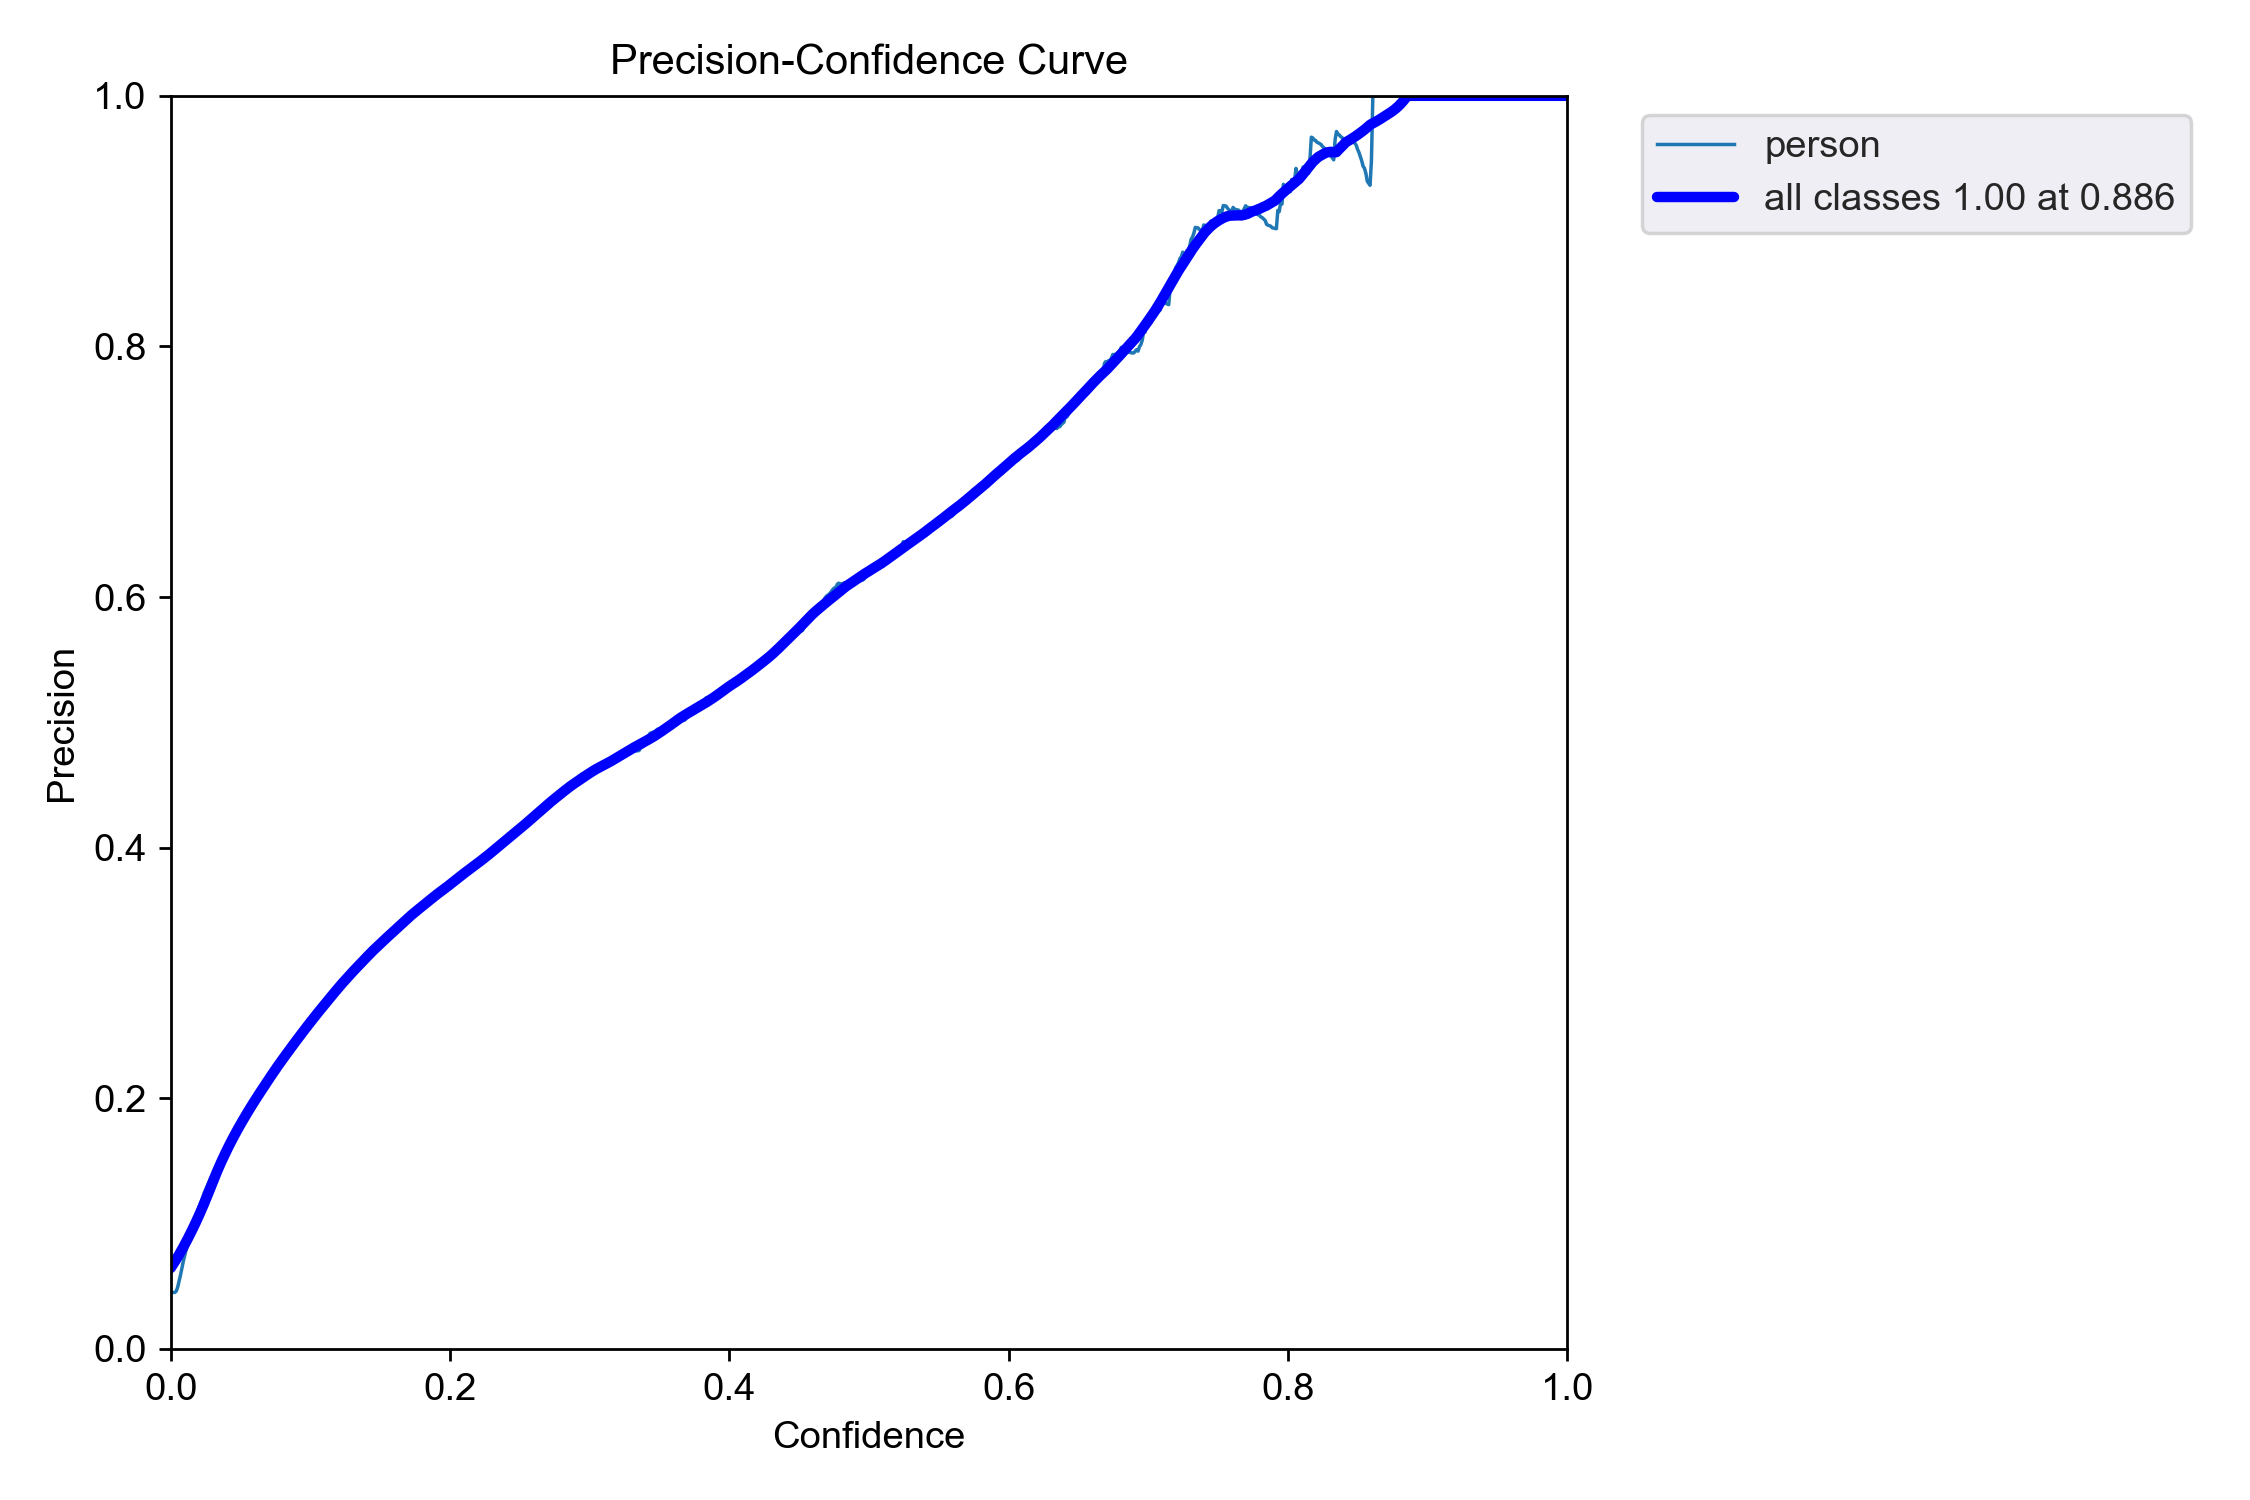 Precision-Confidence Curve
1.0
0.8
0.6
0.4
0.2
0.0
Precision
0.0 0.2 0.4 0.6 0.8 1.0
Confidence
person
all classes 1.00 at 0.886